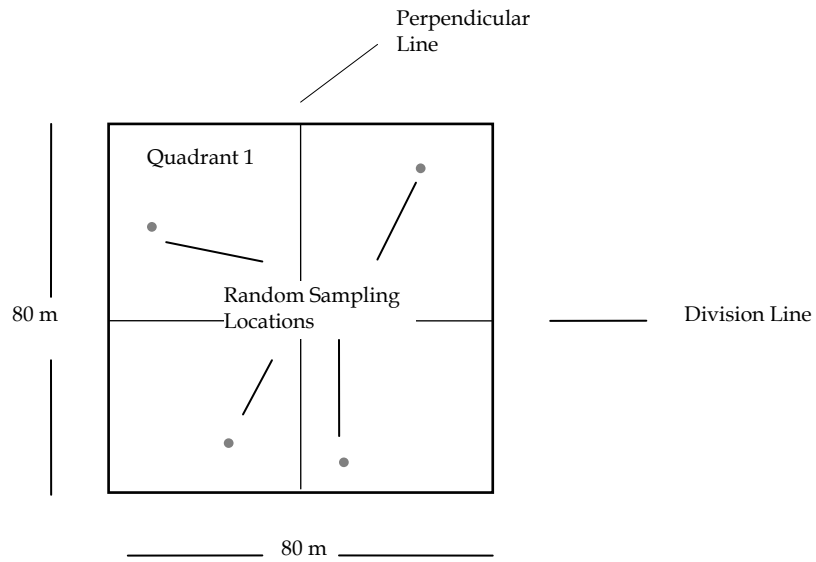 Perpendicular
Line
Quadrant 1
Random Sampling
Locations
80 m
Division Line
80 m